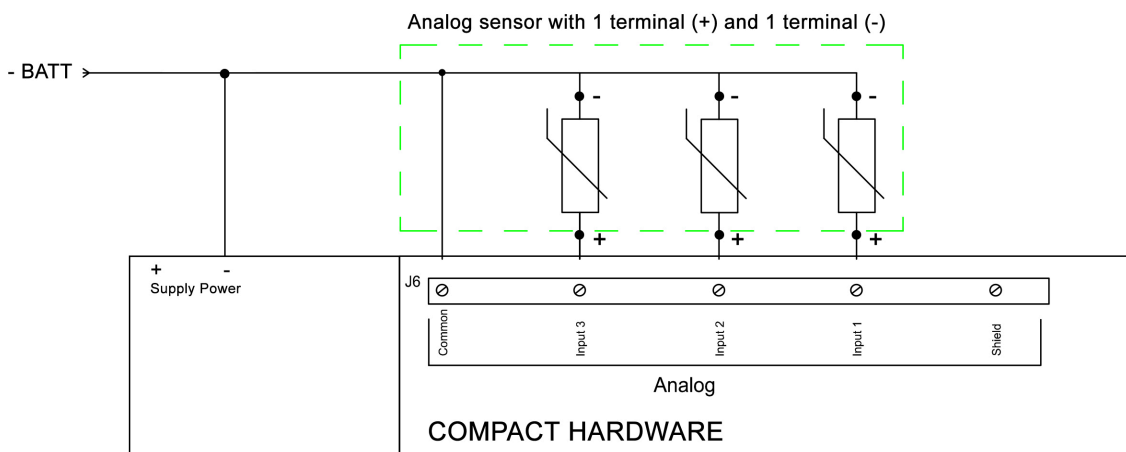 Analog sensor with 1 terminal (+) and 1 terminal (-)
- BATT
- - -
+ + +
+ -
Supply Power
J6
Common Input 3 Input 2 Input 1 Shield
Analog
COMPACT HARDWARE